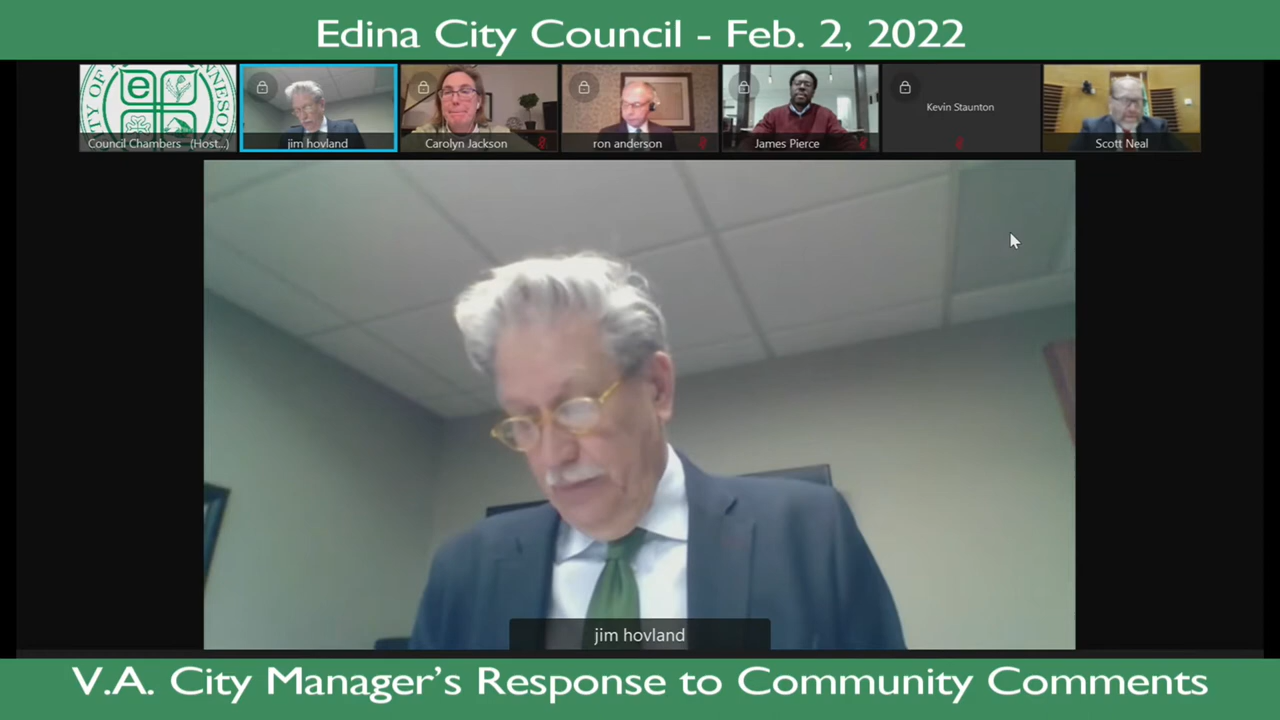 Edina City Council - Feb. 2, 2022
e
Council Chambers (Host...)
jim hovland
Carolyn Jackson
ron anderson
James Pierce
Kevin Staunton
Scott Neal
jim hovland
V.A. City Manager's Response to Community Comments